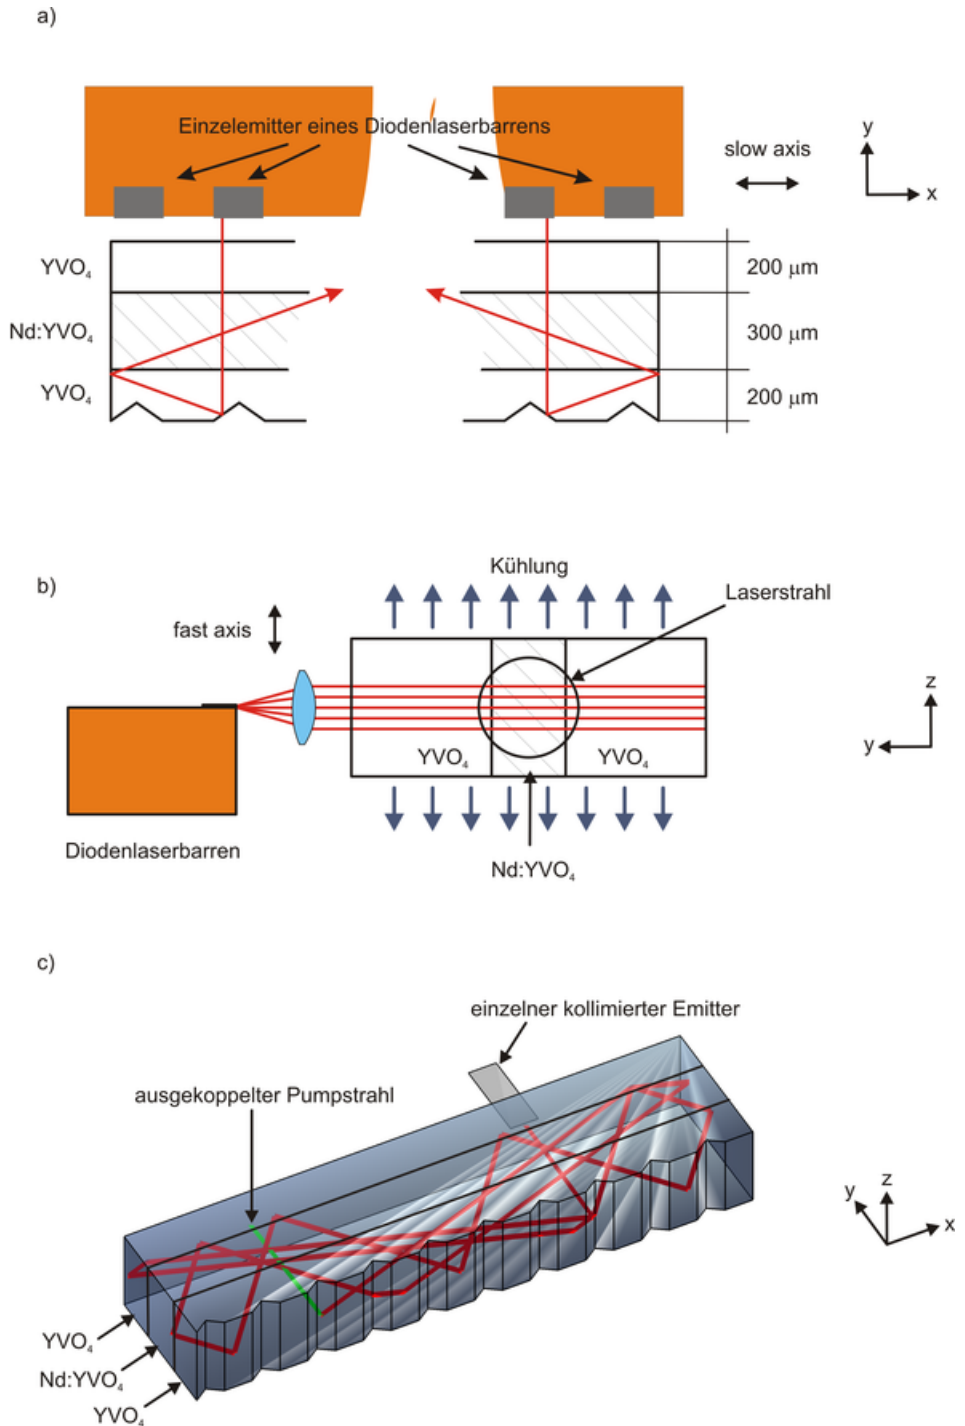 a)
Einzelemitter eines Diodenlaserbarrens
slow axis
y
x
YVO₄
200 µm
Nd:YVO₄
300 µm
YVO₄
200 µm
b)
Kühlung
Laserstrahl
fast axis
z
y
YVO₄
YVO₄
Diodenlaserbarren
Nd:YVO₄
c)
einzelner kollimierter Emitter
ausgekoppelter Pumpstrahl
y
z
x
YVO₄
Nd:YVO₄
YVO₄